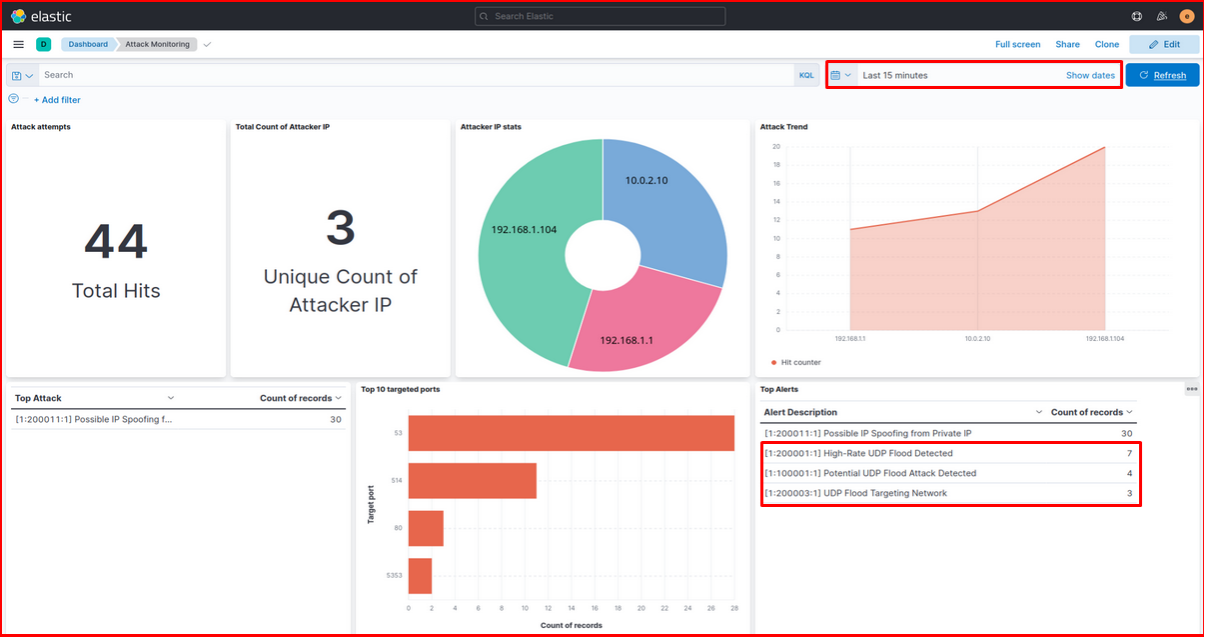 elastic
Search Elastic
e
D
Dashboard
Attack Monitoring
Full screen
Share
Clone
Edit
Search
KQL
Last 15 minutes
Show dates
Refresh
+ Add filter
Attack attempts
44
Total Hits
Total Count of Attacker IP
3
Unique Count of
Attacker IP
Attacker IP stats
10.0.2.10
192.168.1.104
192.168.1.1
Attack Trend
20
18
16
14
12
10
8
6
4
2
0
192.168.1.1
10.0.2.10
192.168.1.104
Hit counter
Top Attack
Count of records
[1:200011:1] Possible IP Spoofing f...
30
Top 10 targeted ports
Target port
53
514
80
5353
0 2 4 6 8 10 12 14 16 18 20 22 24 26 28
Count of records
Top Alerts
Alert Description
Count of records
[1:200011:1] Possible IP Spoofing from Private IP
30
[1:200001:1] High-Rate UDP Flood Detected
7
[1:100001:1] Potential UDP Flood Attack Detected
4
[1:200003:1] UDP Flood Targeting Network
3